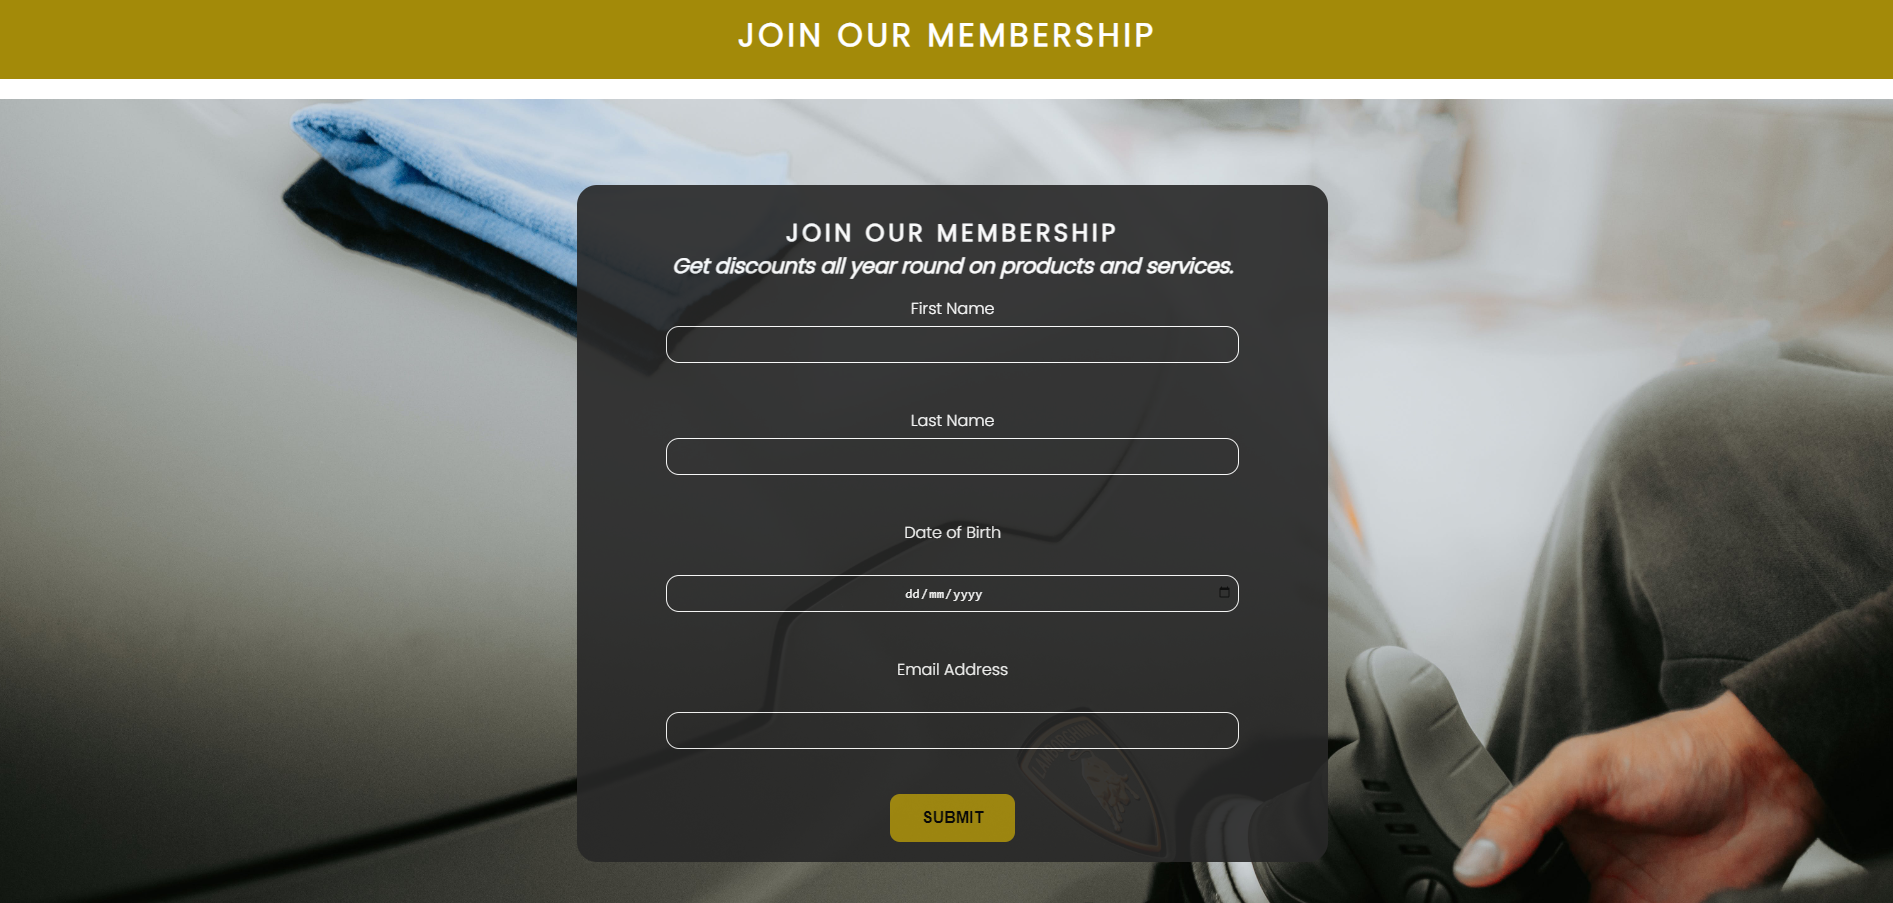 JOIN OUR MEMBERSHIP
JOIN OUR MEMBERSHIP
Get discounts all year round on products and services.
First Name
Last Name
Date of Birth
dd/mm/yyyy
Email Address
SUBMIT